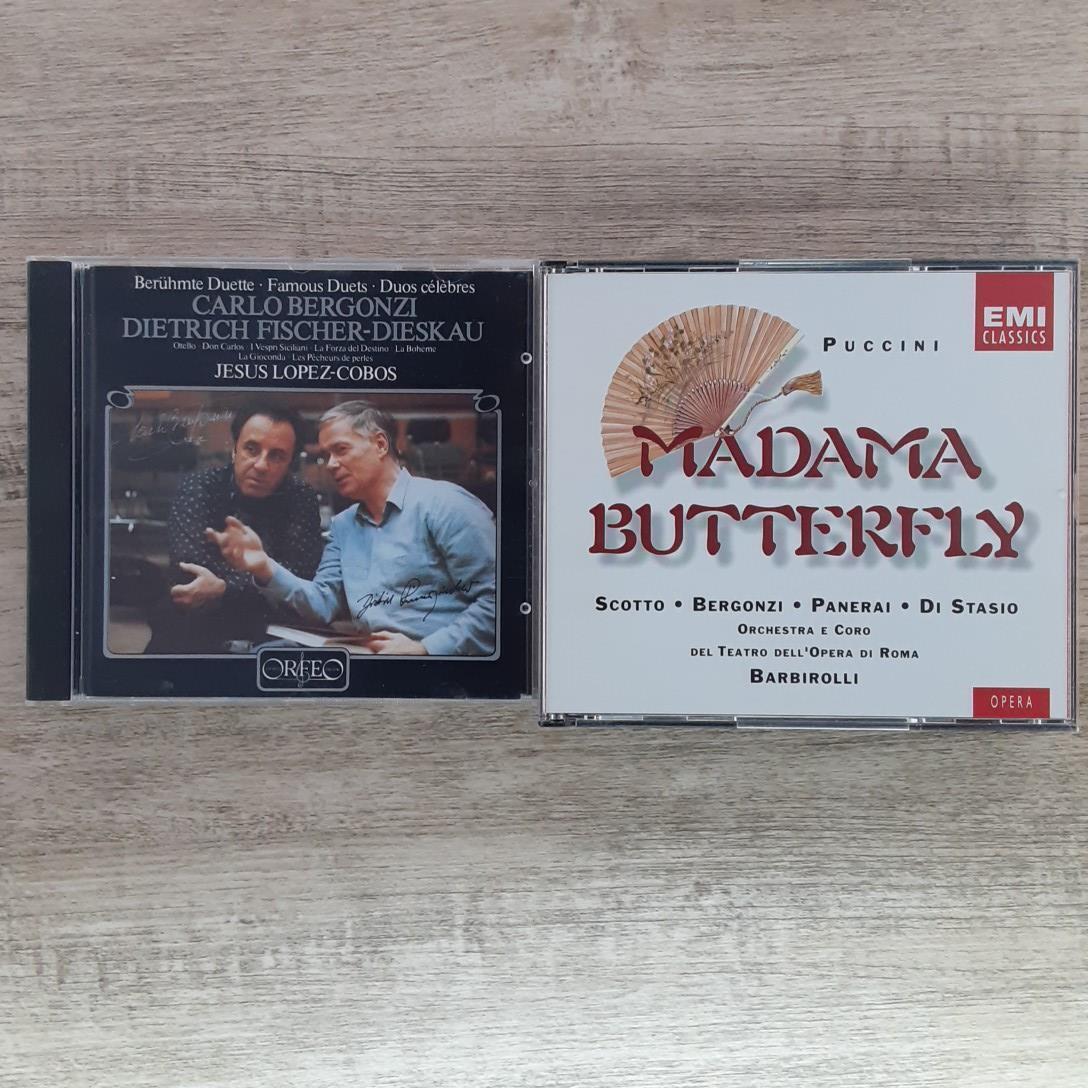 Berühmte Duette · Famous Duets · Duos célèbres
CARLO BERGONZI
DIETRICH FISCHER-DIESKAU
Otello · Don Carlos · I Vespri Siciliani · La Forza del Destino · La Boheme
La Gioconda · Les Pêcheurs de perles
JESUS LOPEZ-COBOS
ORFEO
EMI
CLASSICS
PUCCINI
MADAMA
BUTTERFLY
SCOTTO • BERGONZI • PANERAI • DI STASIO
ORCHESTRA E CORO
DEL TEATRO DELL'OPERA DI ROMA
BARBIROLLI
OPERA